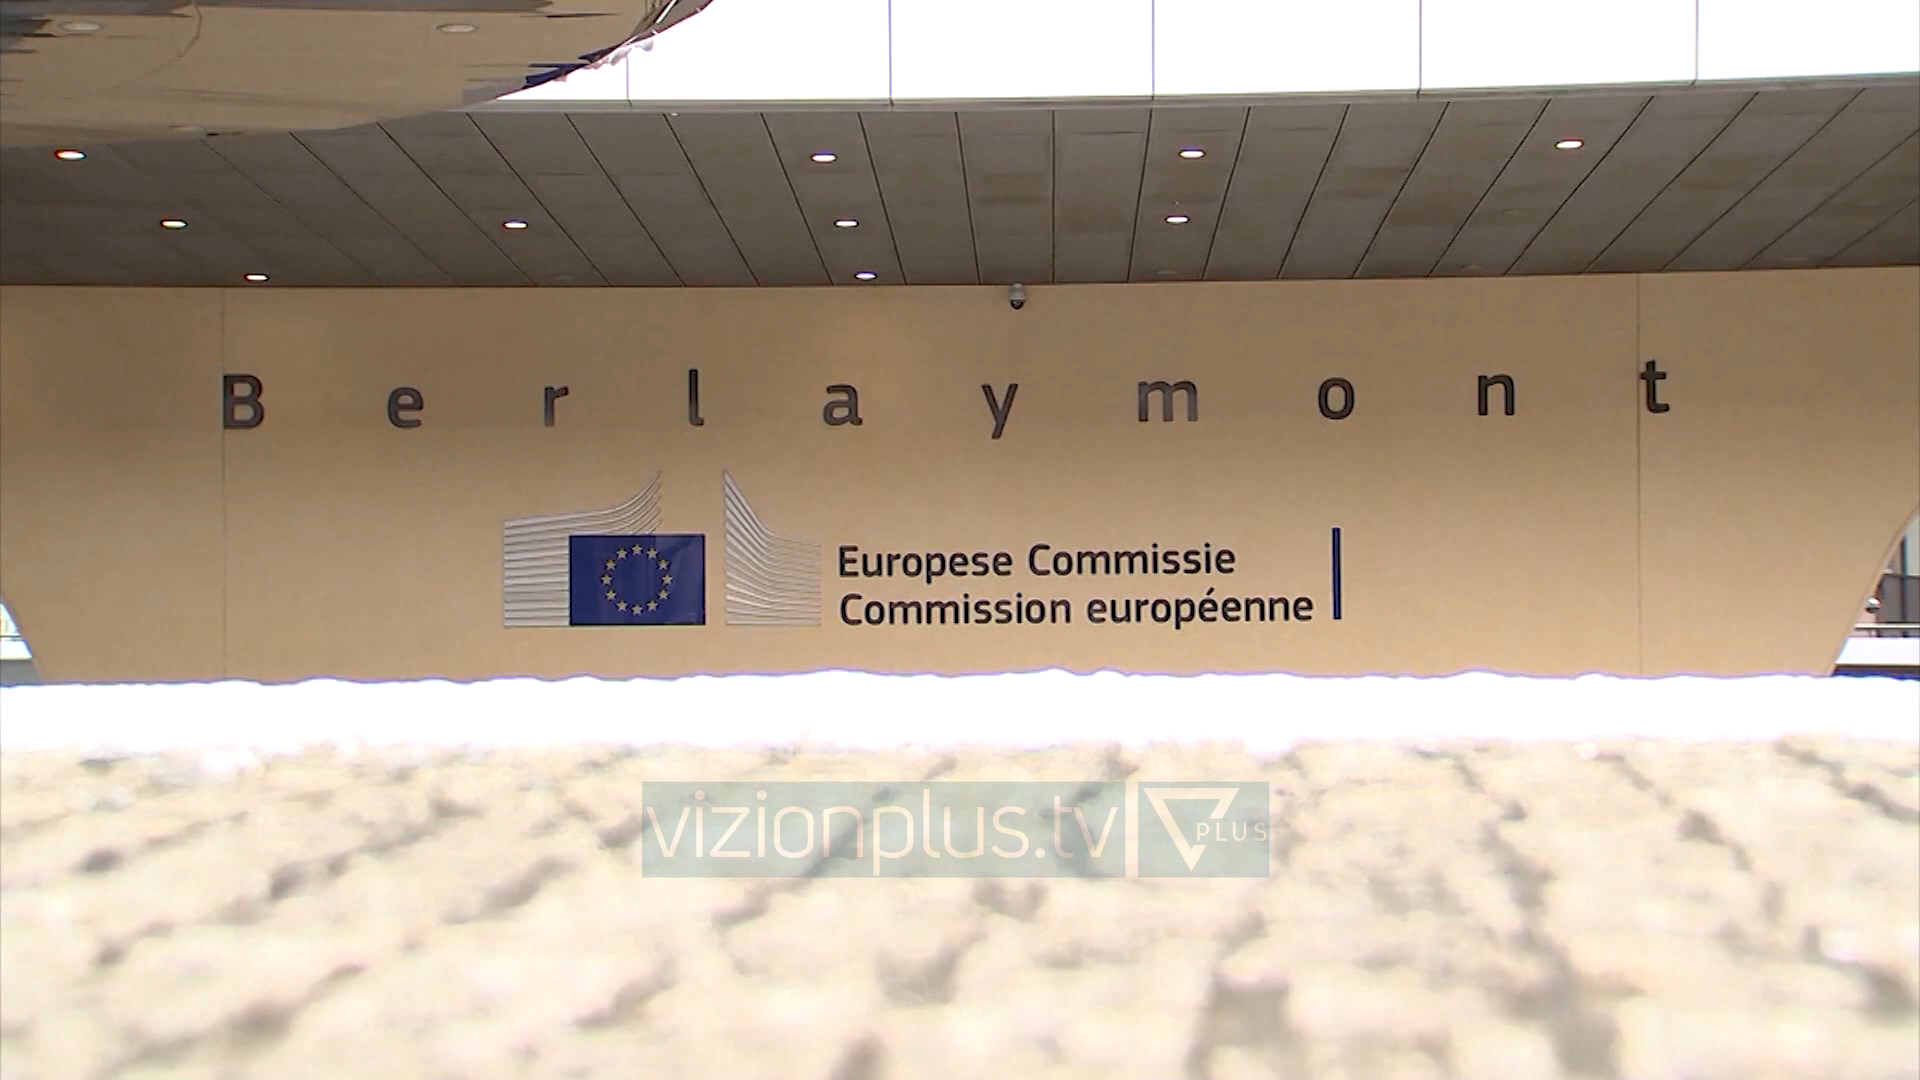 Berlaymont
Europese Commissie
Commission européenne
vizionplus.tv
PLUS